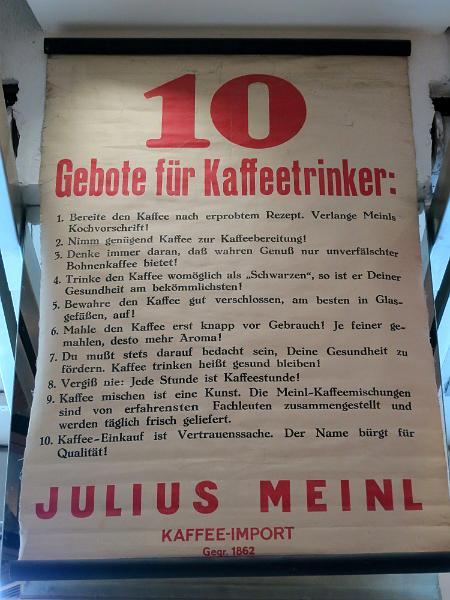 10
Gebote für Kaffeetrinker:
1. Bereite den Kaffee nach erprobtem Rezept. Verlange Meinls
Kochvorschrift!
2. Nimm genügend Kaffee zur Kaffeebereitung!
3. Denke immer daran, daß wahren Genuß nur unverfälschter
Bohnenkaffee bietet!
4. Trinke den Kaffee womöglich als „Schwarzen", so ist er Deiner
Gesundheit am bekömmlichsten!
5. Bewahre den Kaffee gut verschlossen, am besten in Glas-
gefäßen, auf!
6. Mahle den Kaffee erst knapp vor Gebrauch! Je feiner ge-
mahlen, desto mehr Aroma!
7. Du mußt stets darauf bedacht sein, Deine Gesundheit zu
fördern. Kaffee trinken heißt gesund bleiben!
8. Vergiß nie: Jede Stunde ist Kaffeestunde!
9. Kaffee mischen ist eine Kunst. Die Meinl-Kaffeemischungen
sind von erfahrensten Fachleuten zusammengestellt und
werden täglich frisch geliefert.
10. Kaffee-Einkauf ist Vertrauenssache. Der Name bürgt für
Qualität!
JULIUS MEINL
KAFFEE-IMPORT
Gegr. 1862